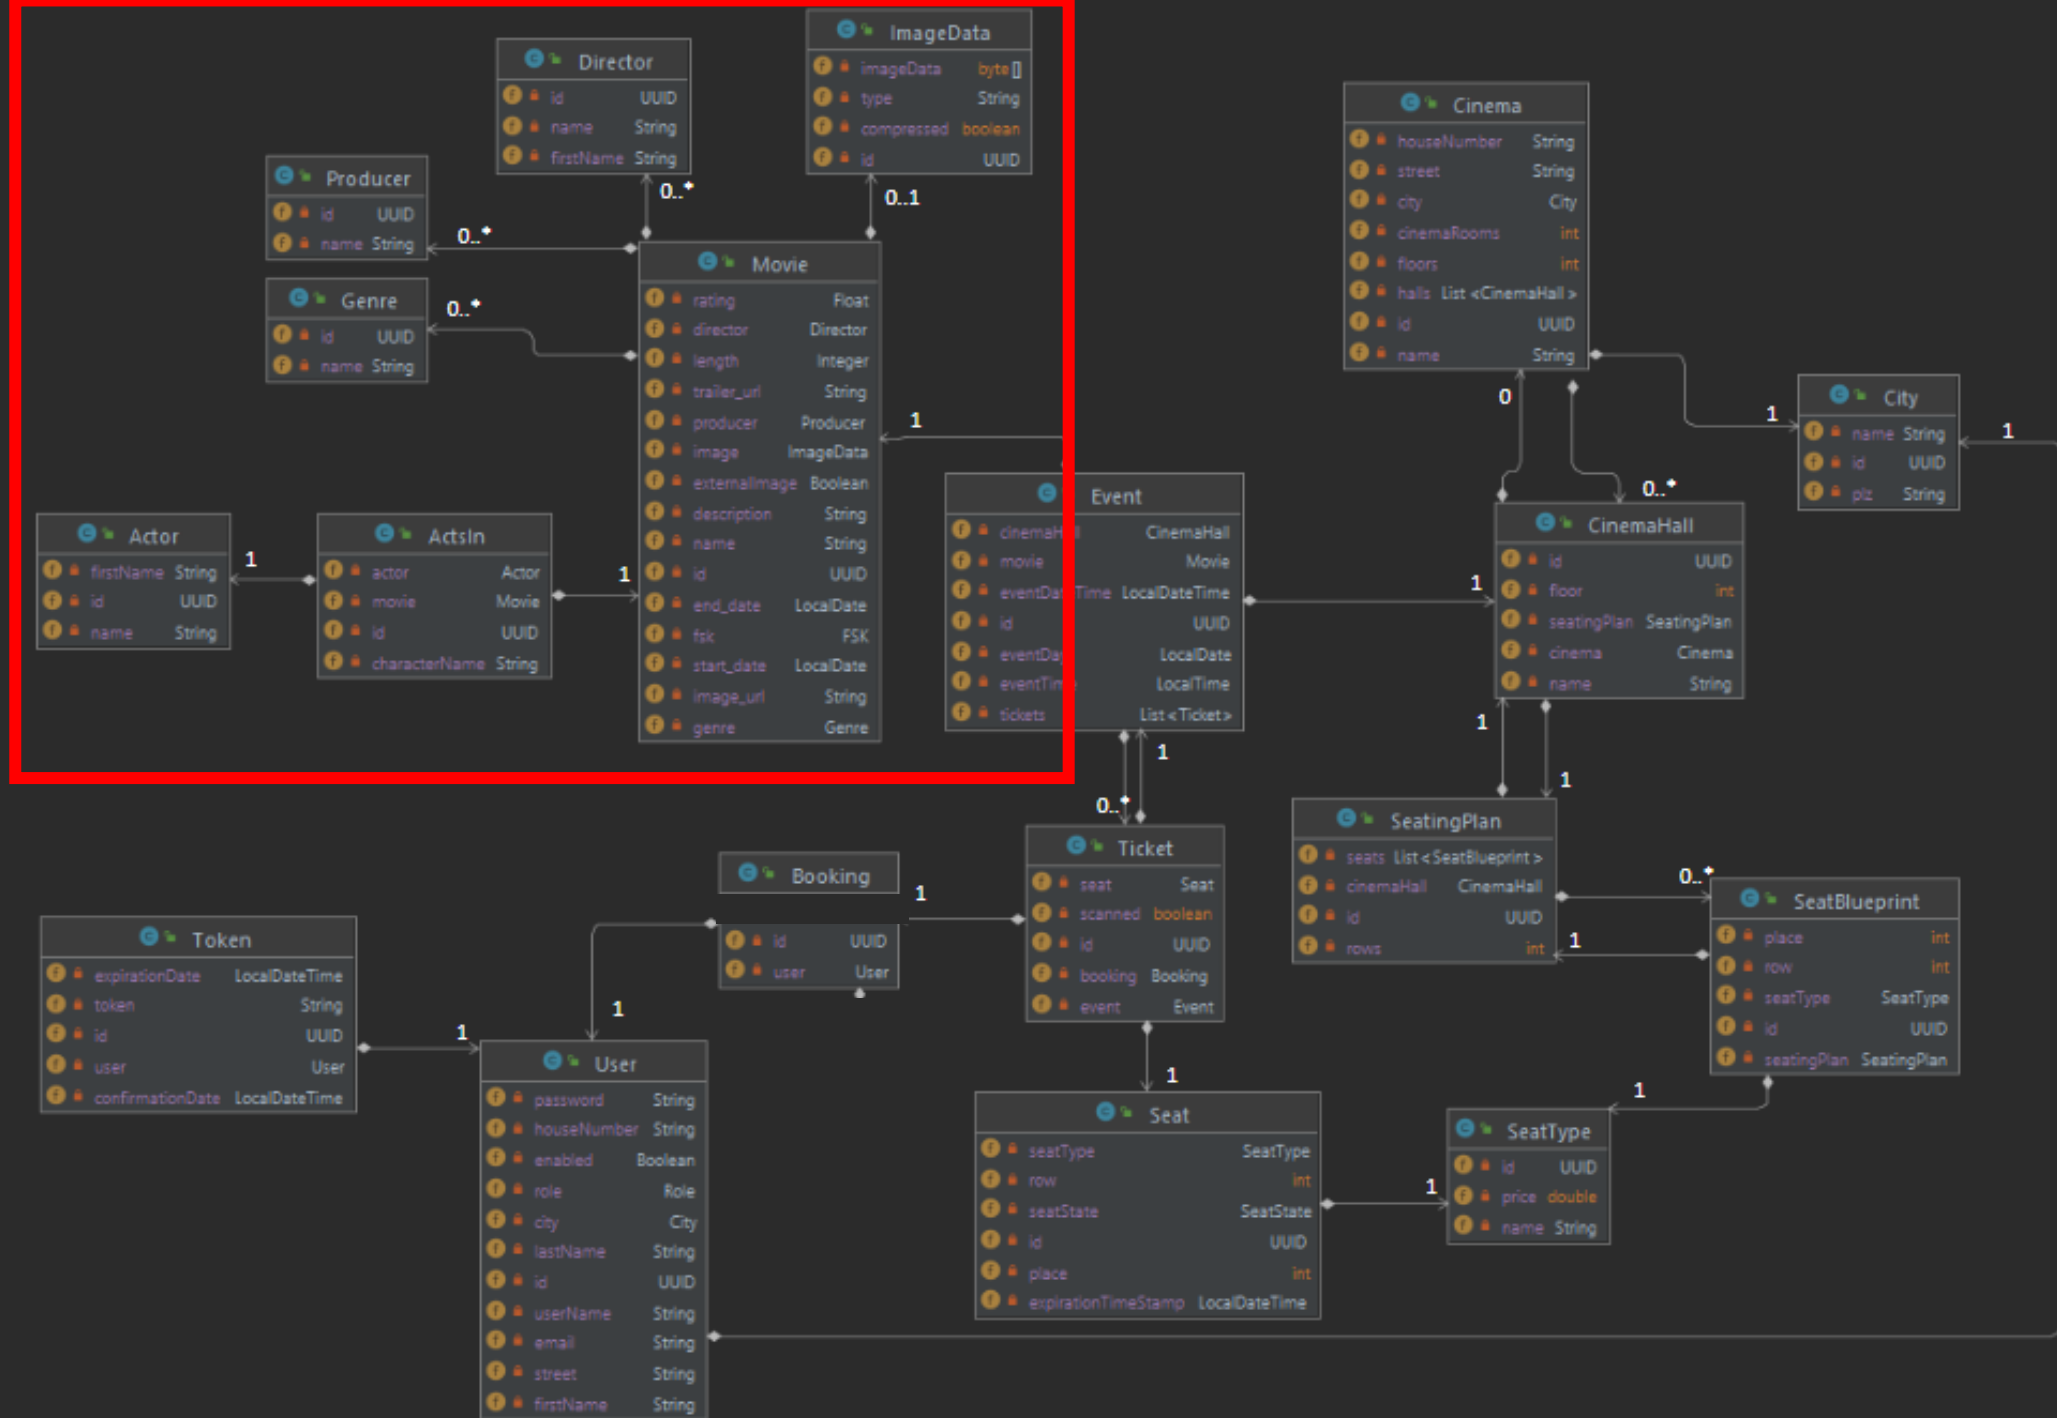 ImageData
imageData byte[]
type String
compressed boolean
id UUID
0..1
Director
id UUID
name String
firstName String
0..*
Producer
id UUID
name String
0..*
Genre
id UUID
name String
0..*
Movie
rating Float
director Director
length Integer
trailer_url String
producer Producer
image ImageData
externalImage Boolean
description String
name String
id UUID
end_date LocalDate
fsk FSK
start_date LocalDate
image_url String
genre Genre
1
Actor
firstName String
id UUID
name String
1
ActsIn
actor Actor
movie Movie
id UUID
characterName String
1
Event
cinemaHall CinemaHall
movie Movie
eventDateTime LocalDateTime
id UUID
eventDay LocalDate
eventTime LocalTime
tickets List<Ticket>
1
Cinema
houseNumber String
street String
city City
cinemaRooms int
floors int
halls List <CinemaHall>
id UUID
name String
0
0..*
1
City
name String
id UUID
plz String
1
CinemaHall
id UUID
floor int
seatingPlan SeatingPlan
cinema Cinema
name String
1
1
1
0..*
SeatingPlan
seats List<SeatBlueprint>
cinemaHall CinemaHall
id UUID
rows int
0..*
1
SeatBlueprint
place int
row int
seatType SeatType
id UUID
seatingPlan SeatingPlan
1
Ticket
seat Seat
scanned boolean
id UUID
booking Booking
event Event
1
Booking
id UUID
user User
1
1
Token
expirationDate LocalDateTime
token String
id UUID
user User
confirmationDate LocalDateTime
1
User
password String
houseNumber String
enabled Boolean
role Role
city City
lastName String
id UUID
userName String
email String
street String
firstName String
Seat
seatType SeatType
row int
seatState SeatState
id UUID
place int
expirationTimeStamp LocalDateTime
1
SeatType
id UUID
price double
name String